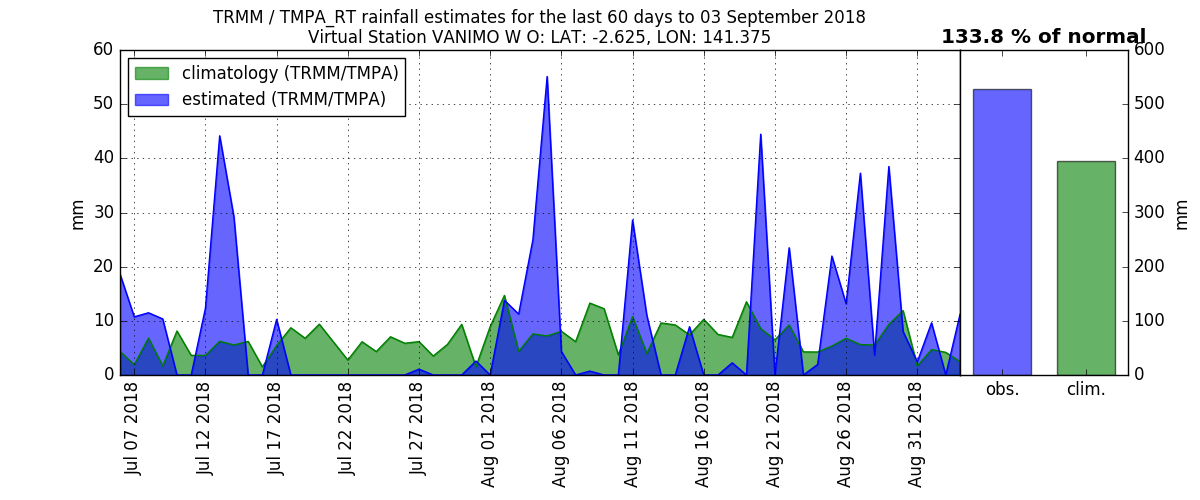 TRMM / TMPA_RT rainfall estimates for the last 60 days to 03 September 2018
Virtual Station VANIMO W O: LAT: -2.625, LON: 141.375
133.8 % of normal
climatology (TRMM/TMPA)
estimated (TRMM/TMPA)
60
50
40
30
20
10
0
mm
Jul 07 2018
Jul 12 2018
Jul 17 2018
Jul 22 2018
Jul 27 2018
Aug 01 2018
Aug 06 2018
Aug 11 2018
Aug 16 2018
Aug 21 2018
Aug 26 2018
Aug 31 2018
600
500
400
300
200
100
0
mm
obs.
clim.